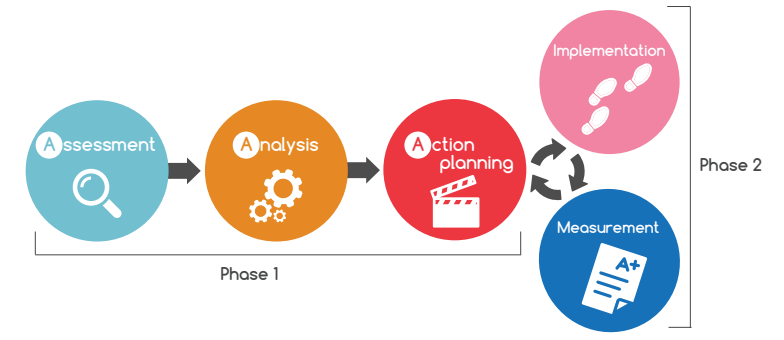 Assessment
Analysis
Action
planning
Implementation
Measurement
A+
Phase 1
Phase 2